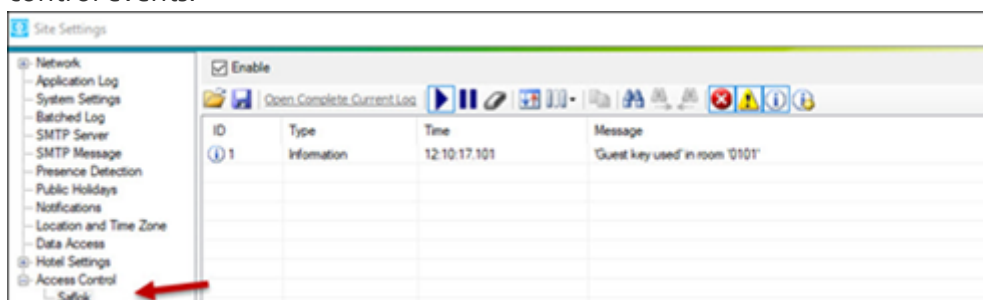 control events.
Site Settings
Network
Application Log
System Settings
Batched Log
SMTP Server
SMTP Message
Presence Detection
Public Holidays
Notifications
Location and Time Zone
Data Access
Hotel Settings
Access Control
Saflok
Enable
Open Complete Current Log
ID Type Time Message
1 Information 12:10:17.101 'Guest key used' in room '0101'